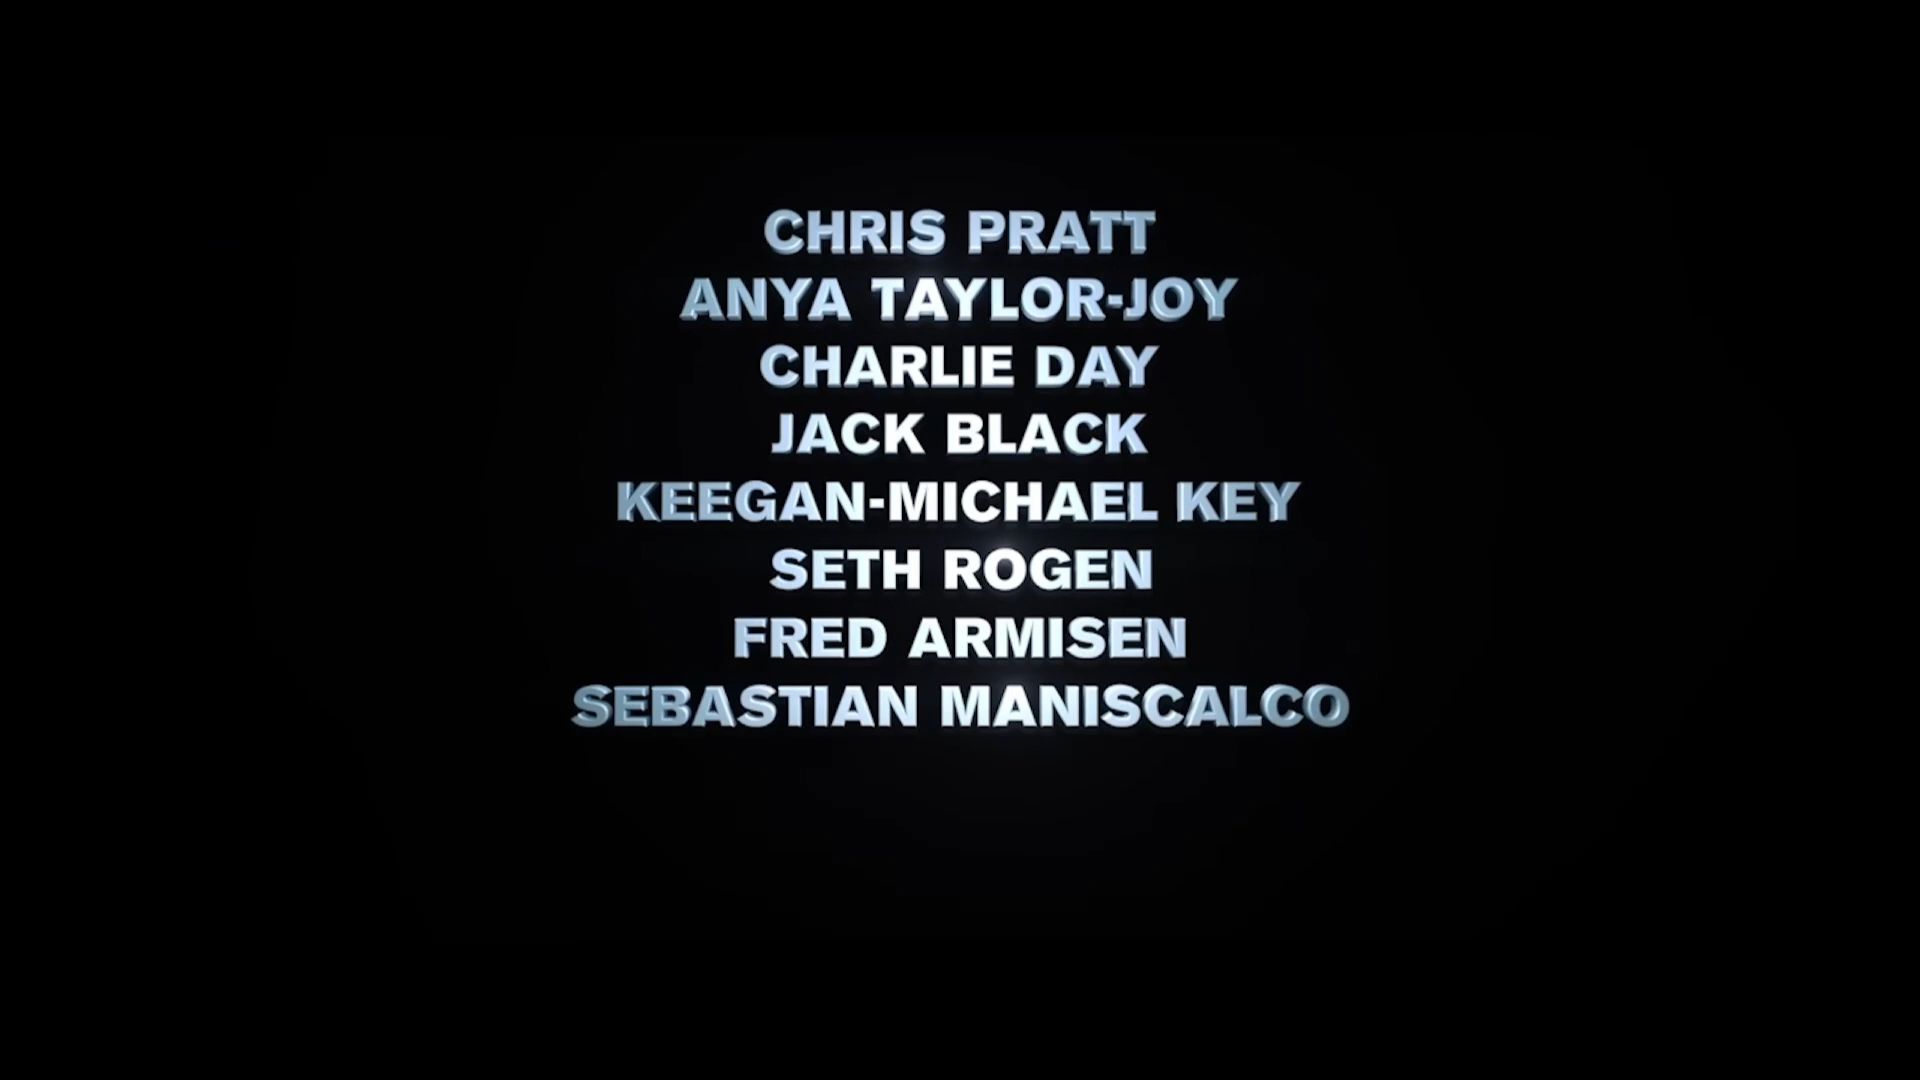 CHRIS PRATT
ANYA TAYLOR-JOY
CHARLIE DAY
JACK BLACK
KEEGAN-MICHAEL KEY
SETH ROGEN
FRED ARMISEN
SEBASTIAN MANISCALCO